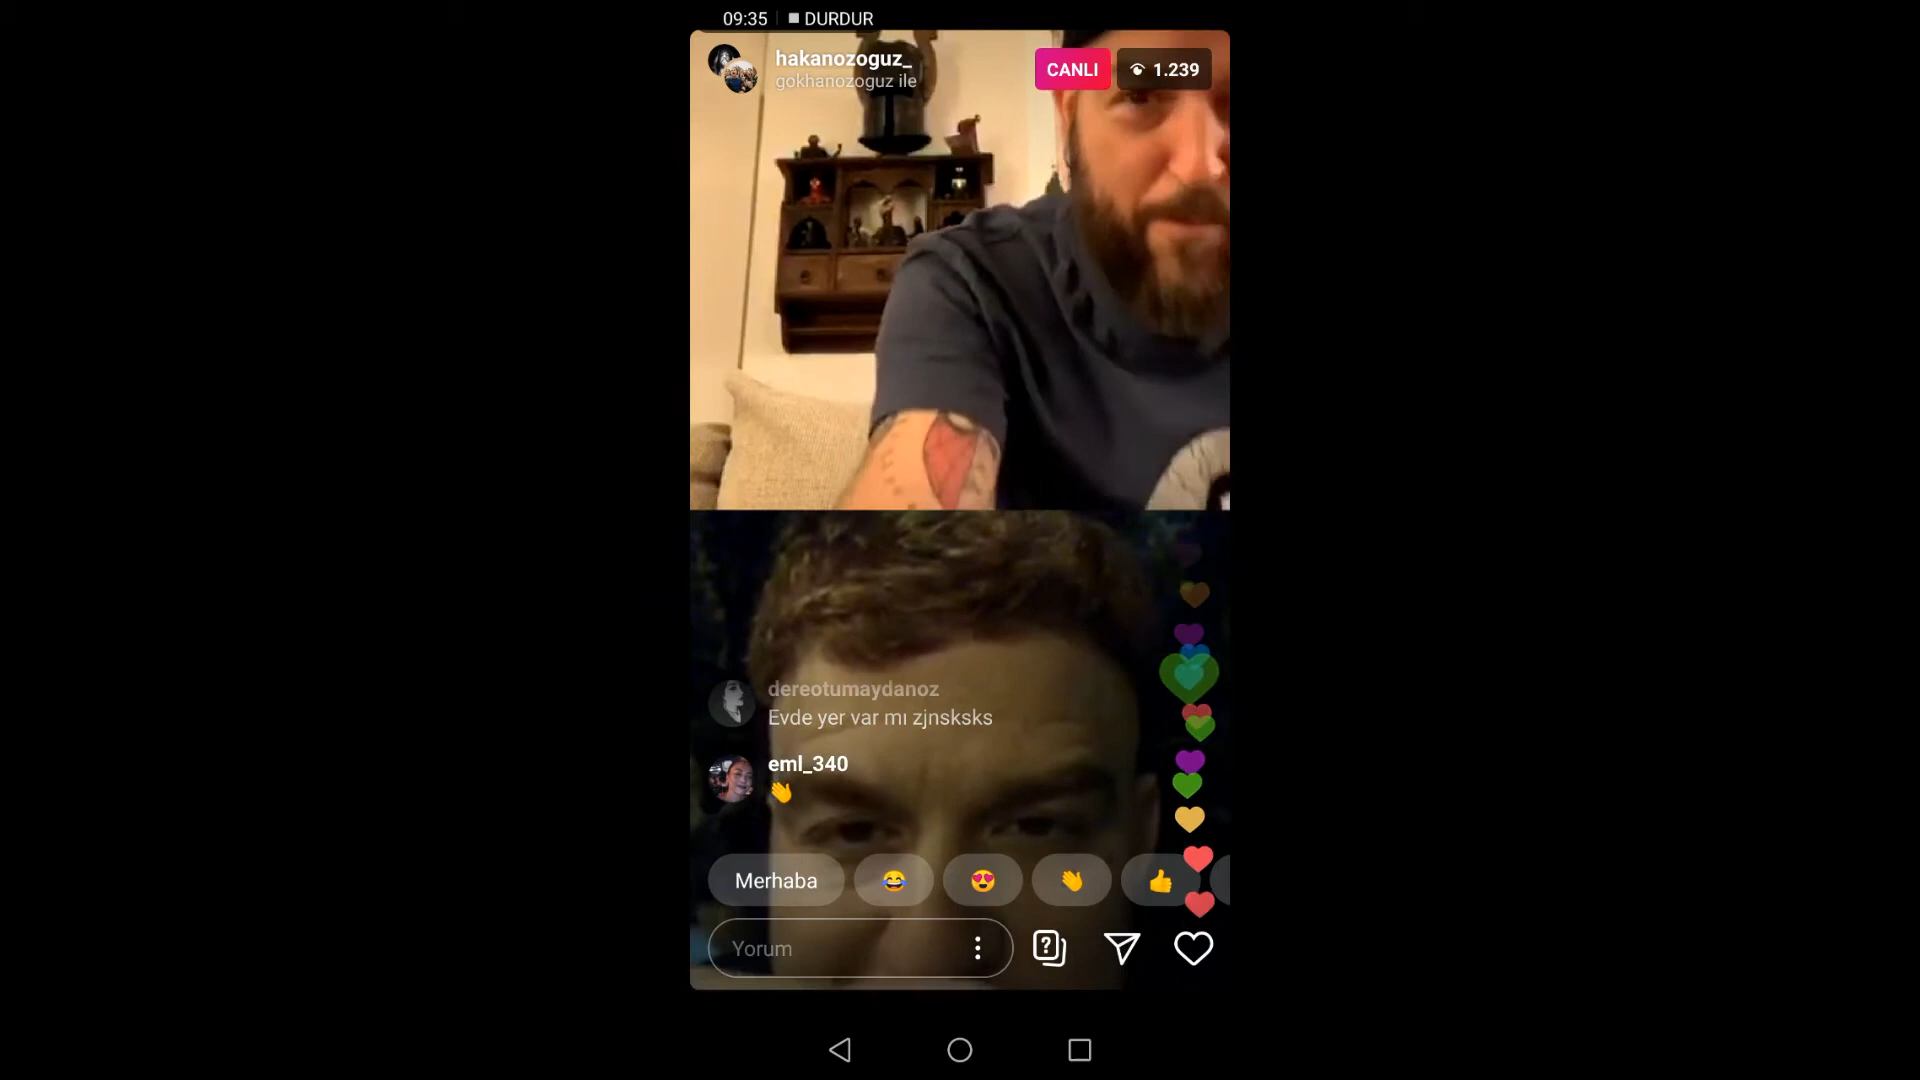 09:35 DURDUR
hakanozoguz_
gokhanozoguz ile
CANLI
1.239
dereotumaydanoz
Evde yer var mı zjnsksks
eml_340
Merhaba
Yorum